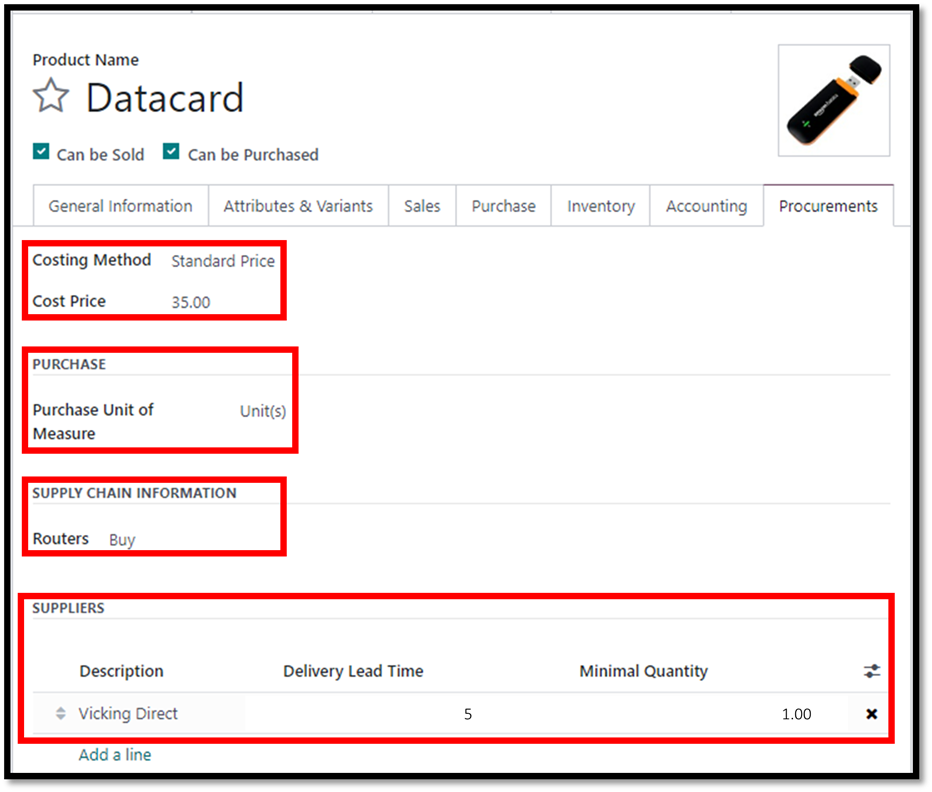 Product Name
Datacard
Can be Sold Can be Purchased
General Information Attributes & Variants Sales Purchase Inventory Accounting Procurements
Costing Method Standard Price
Cost Price 35.00
PURCHASE
Purchase Unit of Unit(s)
Measure
SUPPLY CHAIN INFORMATION
Routers Buy
SUPPLIERS
Description Delivery Lead Time Minimal Quantity
Vicking Direct 5 1.00
Add a line